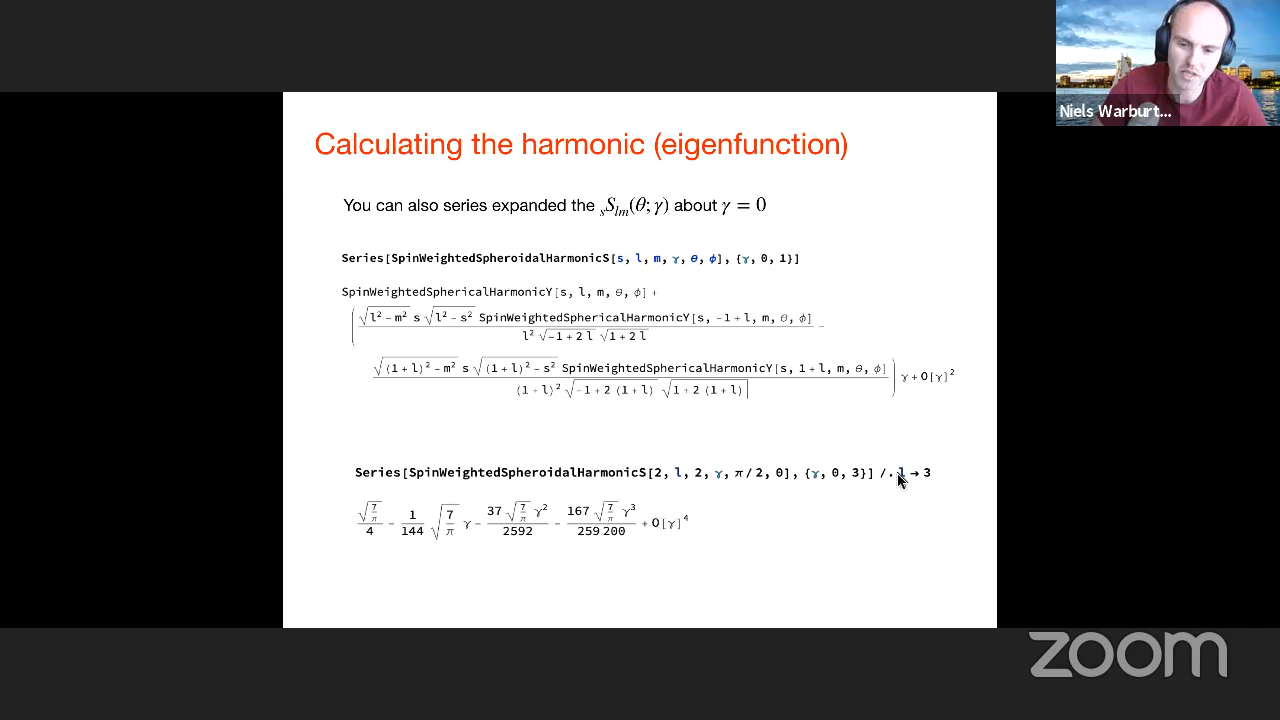 Niels Warburt...
Calculating the harmonic (eigenfunction)
You can also series expanded the ₛSₗₘ(θ; γ) about γ = 0
Series[SpinWeightedSpheroidalHarmonicS[s, l, m, γ, θ, ϕ], {γ, 0, 1}]
SpinWeightedSphericalHarmonicY[s, l, m, θ, ϕ] +
(√(l² − m²) s √(l² − s²) SpinWeightedSphericalHarmonicY[s, -1 + l, m, θ, ϕ] −
l² √(-1 + 2 l) √(1 + 2 l)
√((1 + l)² − m²) s √((1 + l)² − s²) SpinWeightedSphericalHarmonicY[s, 1 + l, m, θ, ϕ]) γ + O[γ]²
(1 + l)² √(-1 + 2 (1 + l)) √(1 + 2 (1 + l))
Series[SpinWeightedSpheroidalHarmonicS[2, l, 2, γ, π/2, 0], {γ, 0, 3}] /. l → 3
√(7/π)/4 − 1/144 √(7/π) γ − 37 √(7/π) γ²/2592 − 167 √(7/π) γ³/259 200 + O[γ]⁴
zoom